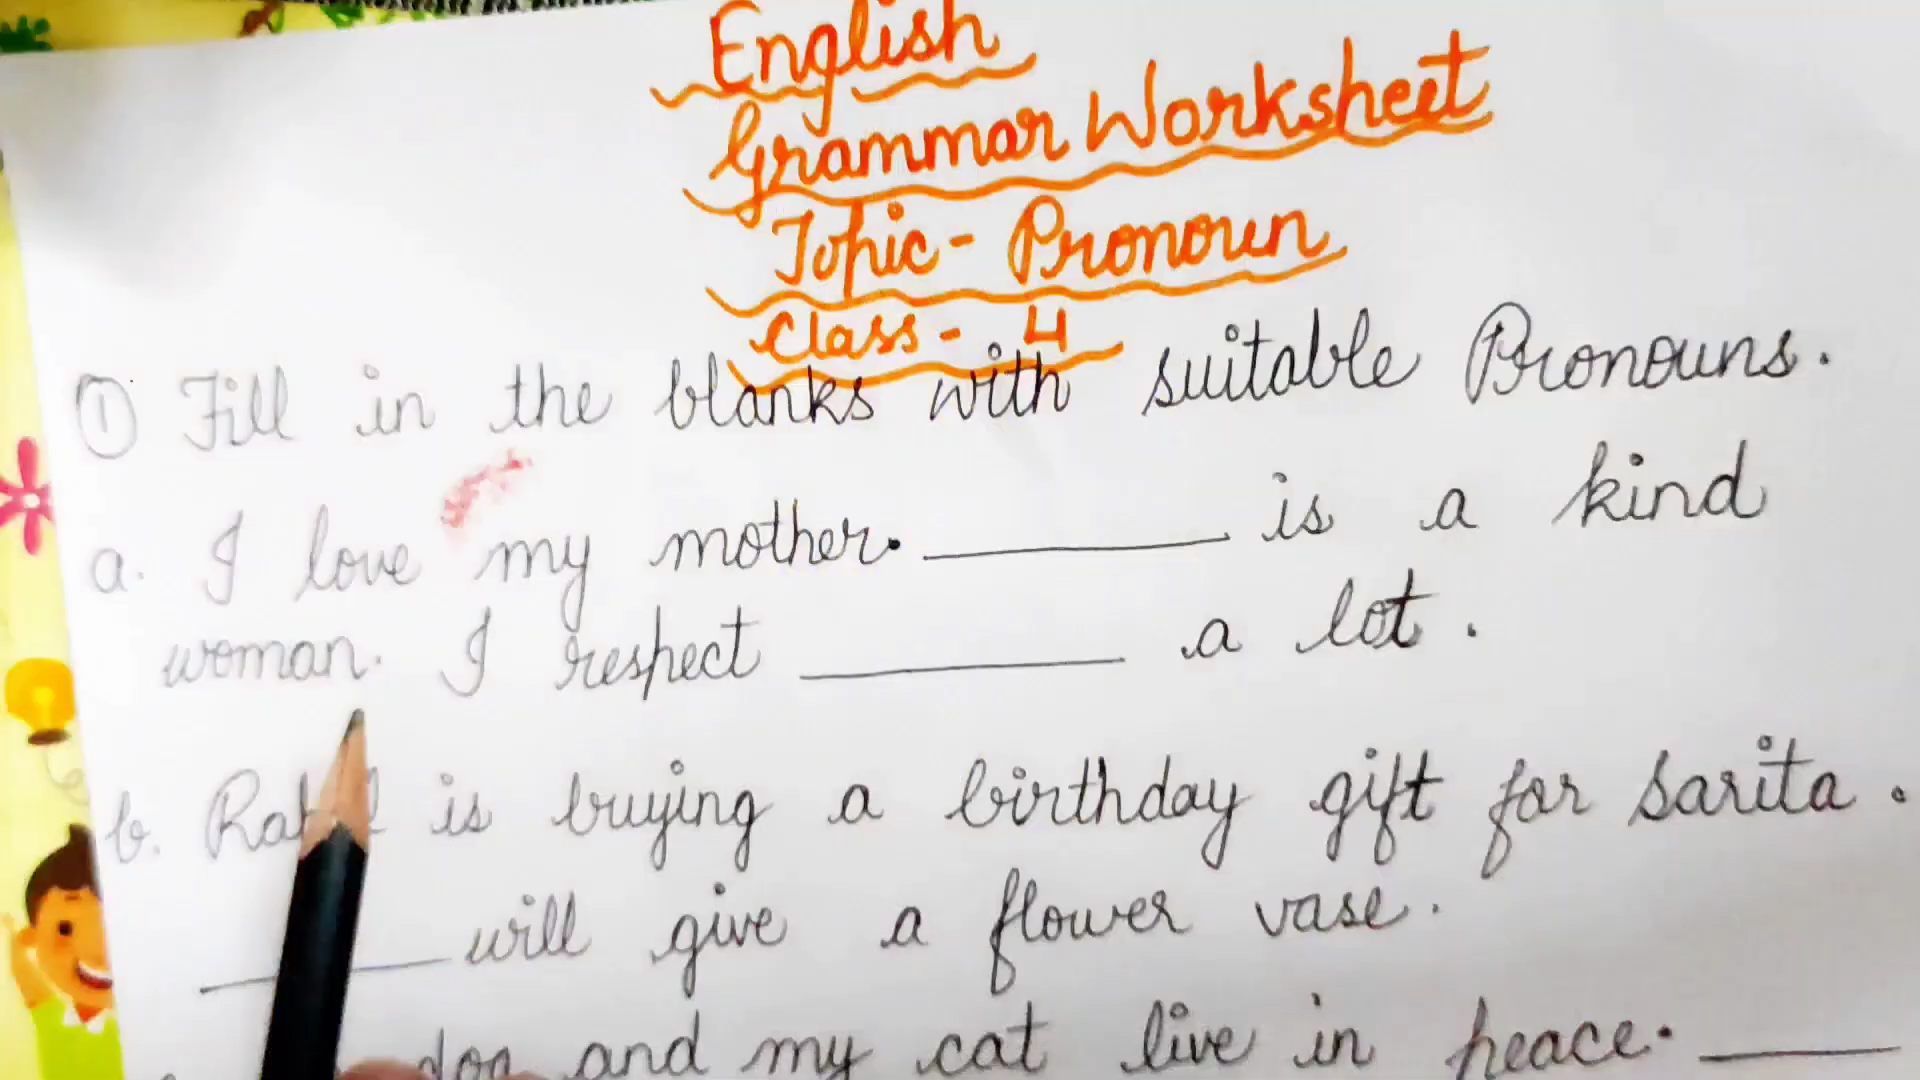 English
Grammar Worksheet
Topic - Pronoun
Class - 4
① Fill in the blanks with suitable Pronouns.
a. I love my mother. ________ is a kind
woman. I respect ________ a lot.
b. is buying a birthday gift for Sarita.
________ will give a flower vase.
dog and my cat live in peace. ________